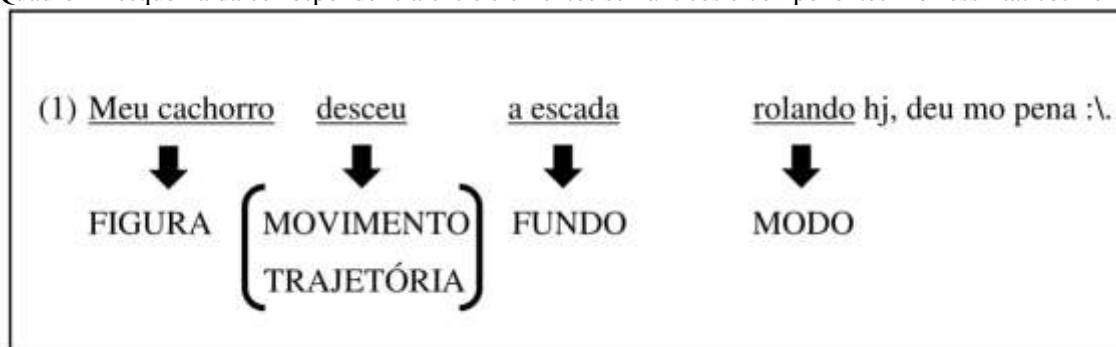 (1) Meu cachorro desceu a escada rolando hj, deu mo pena :\.
FIGURA MOVIMENTO FUNDO MODO
TRAJETÓRIA